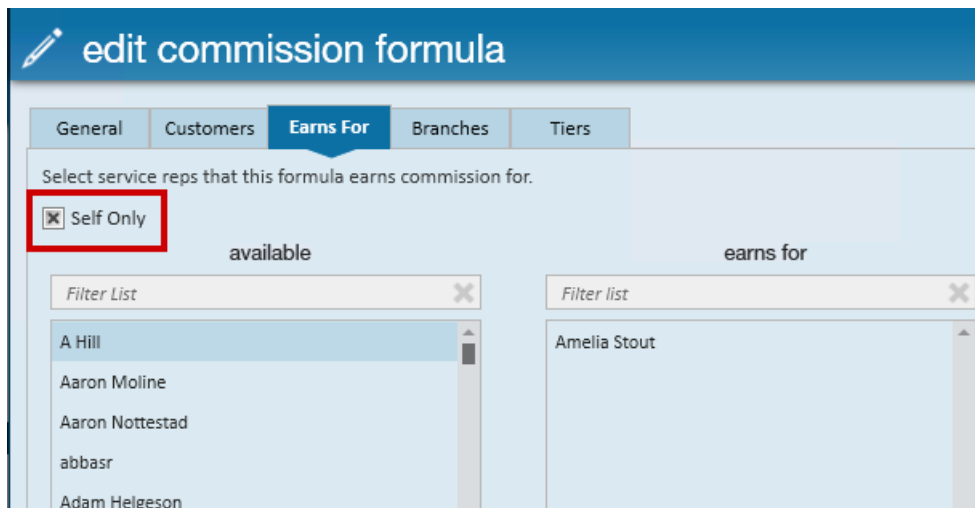 edit commission formula
General Customers Earns For Branches Tiers
Select service reps that this formula earns commission for.
Self Only
available earns for
Filter List Filter list
A Hill Amelia Stout
Aaron Moline
Aaron Nottestad
abbasr
Adam Helgeson